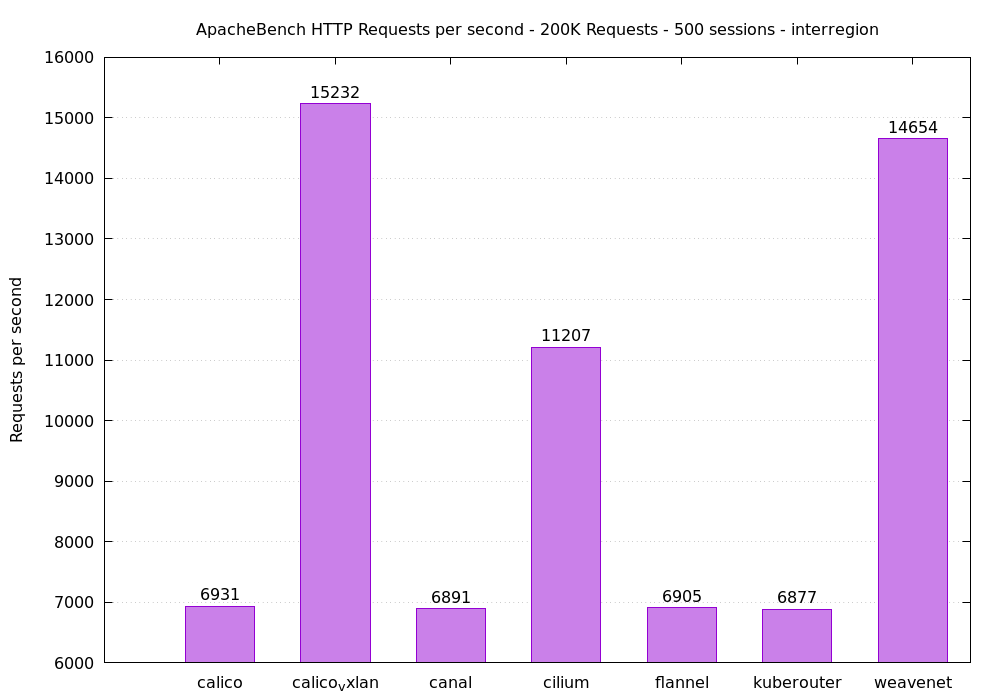 ApacheBench HTTP Requests per second - 200K Requests - 500 sessions - interregion
Requests per second
16000
15000
14000
13000
12000
11000
10000
9000
8000
7000
6000
6931
15232
6891
11207
6905
6877
14654
calico
calicovxlan
canal
cilium
flannel
kuberouter
weavenet